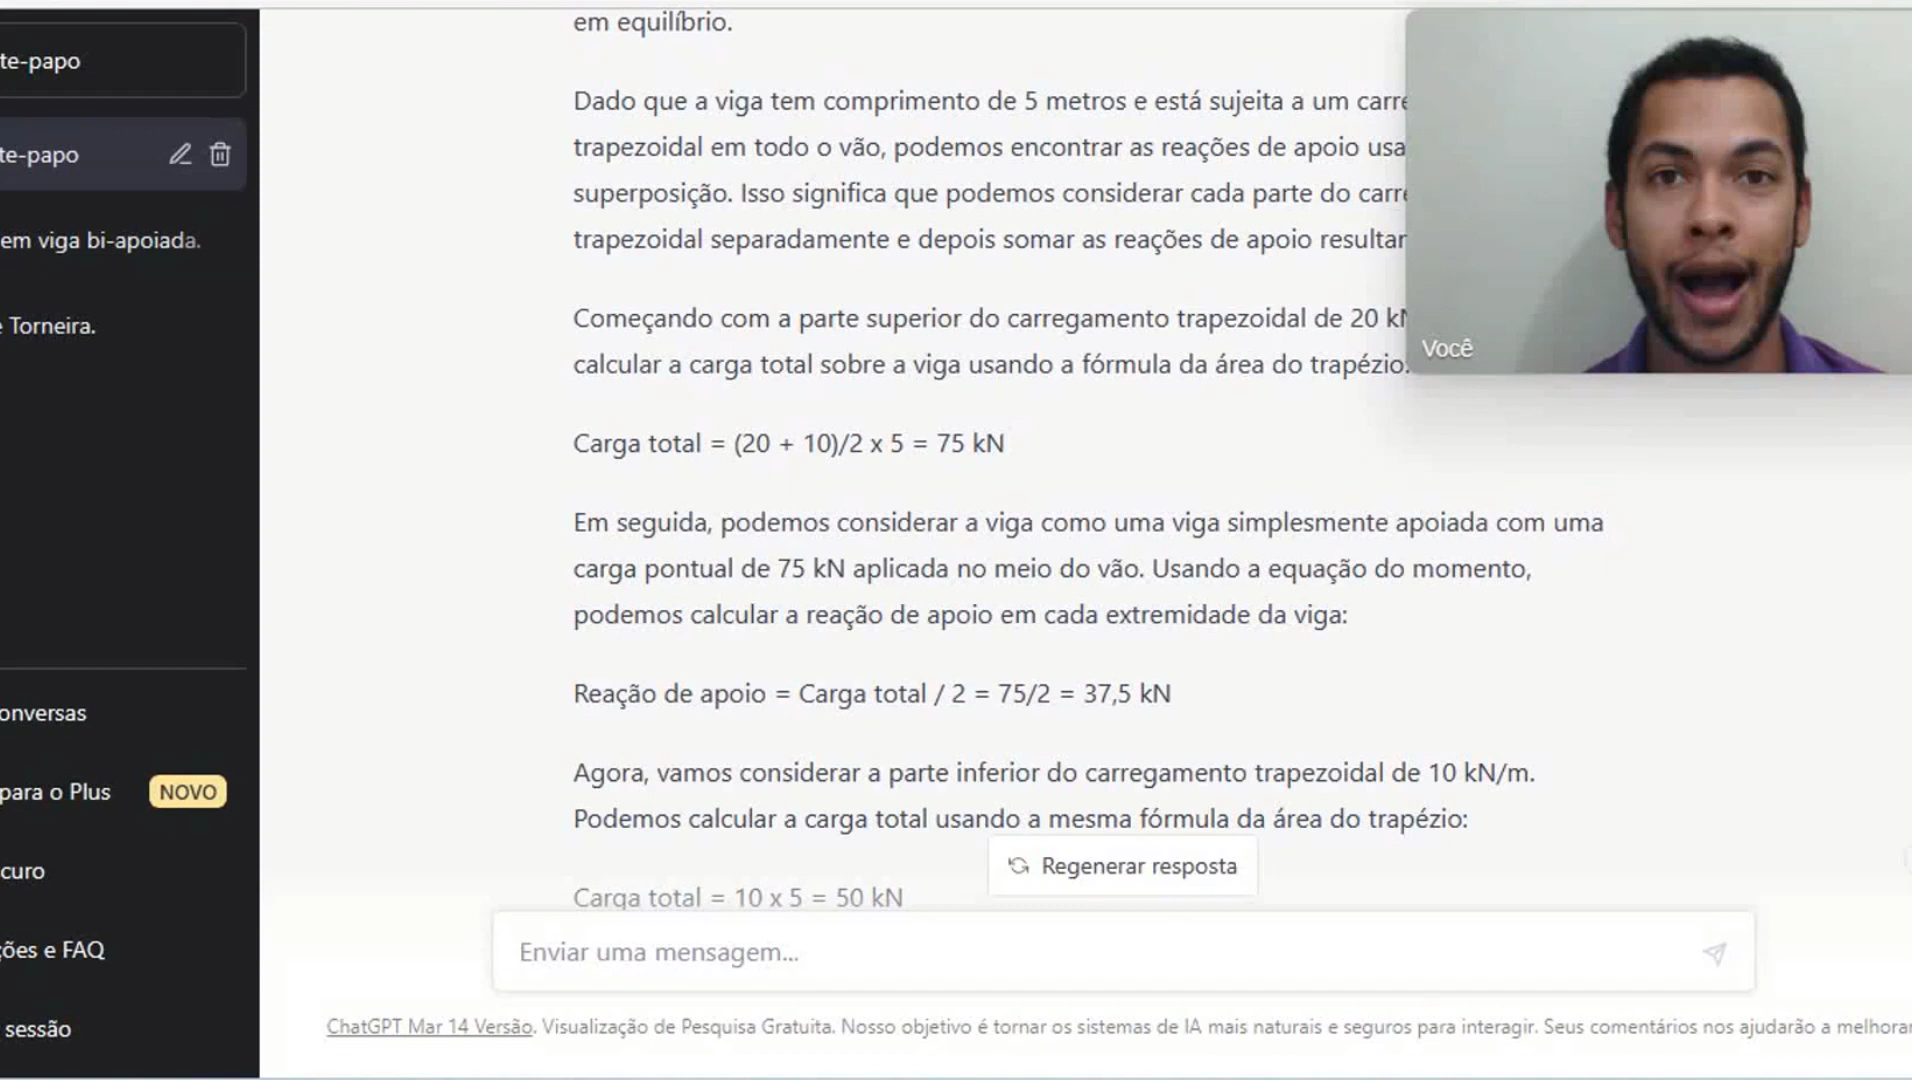 te-papo
te-papo
em viga bi-apoiada.
Torneira.
onversas
para o Plus NOVO
curo
ções e FAQ
sessão
em equilíbrio.
Dado que a viga tem comprimento de 5 metros e está sujeita a um carre
trapezoidal em todo o vão, podemos encontrar as reações de apoio usa
superposição. Isso significa que podemos considerar cada parte do carre
trapezoidal separadamente e depois somar as reações de apoio resultan
Começando com a parte superior do carregamento trapezoidal de 20 kN
calcular a carga total sobre a viga usando a fórmula da área do trapézio:
Carga total = (20 + 10)/2 x 5 = 75 kN
Em seguida, podemos considerar a viga como uma viga simplesmente apoiada com uma
carga pontual de 75 kN aplicada no meio do vão. Usando a equação do momento,
podemos calcular a reação de apoio em cada extremidade da viga:
Reação de apoio = Carga total / 2 = 75/2 = 37,5 kN
Agora, vamos considerar a parte inferior do carregamento trapezoidal de 10 kN/m.
Podemos calcular a carga total usando a mesma fórmula da área do trapézio:
Carga total = 10 x 5 = 50 kN
Regenerar resposta
Enviar uma mensagem...
ChatGPT Mar 14 Versão. Visualização de Pesquisa Gratuita. Nosso objetivo é tornar os sistemas de IA mais naturais e seguros para interagir. Seus comentários nos ajudarão a melhorar
Você